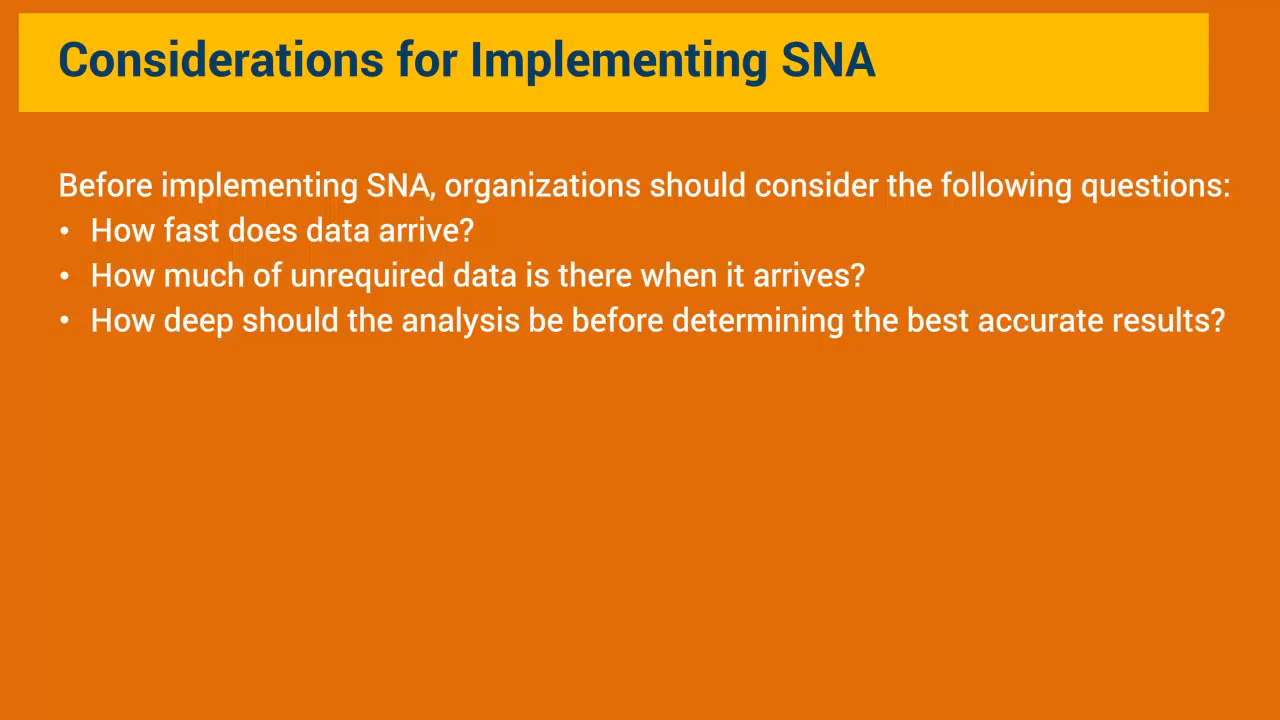 Considerations for Implementing SNA
Before implementing SNA, organizations should consider the following questions:
• How fast does data arrive?
• How much of unrequired data is there when it arrives?
• How deep should the analysis be before determining the best accurate results?